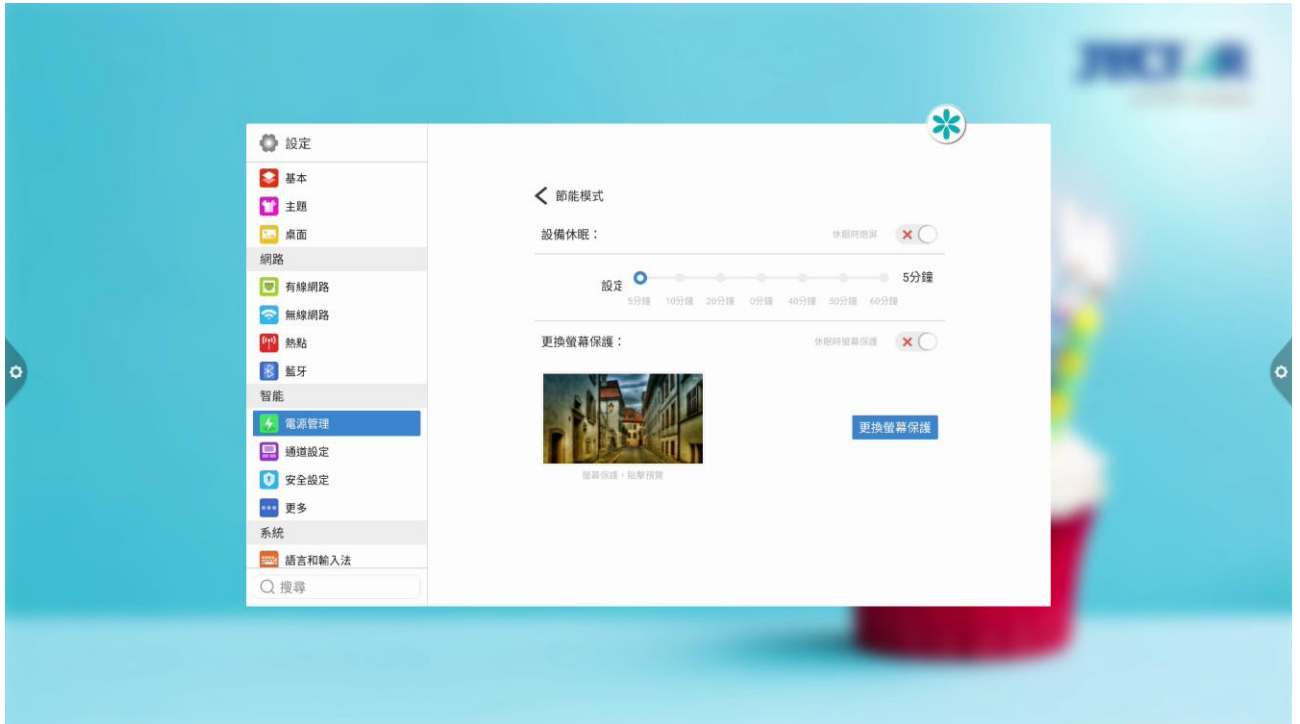 設定
基本
主題
桌面
網路
有線網路
無線網路
熱點
藍牙
智能
電源管理
通道設定
安全設定
更多
系統
語言和輸入法
搜尋
節能模式
設備休眠：
休眠時熄屏
設定
5分鐘
5分鐘 10分鐘 20分鐘 0分鐘 40分鐘 50分鐘 60分鐘
更換螢幕保護：
休眠時螢幕保護
更換螢幕保護
螢幕保護，點擊預覽